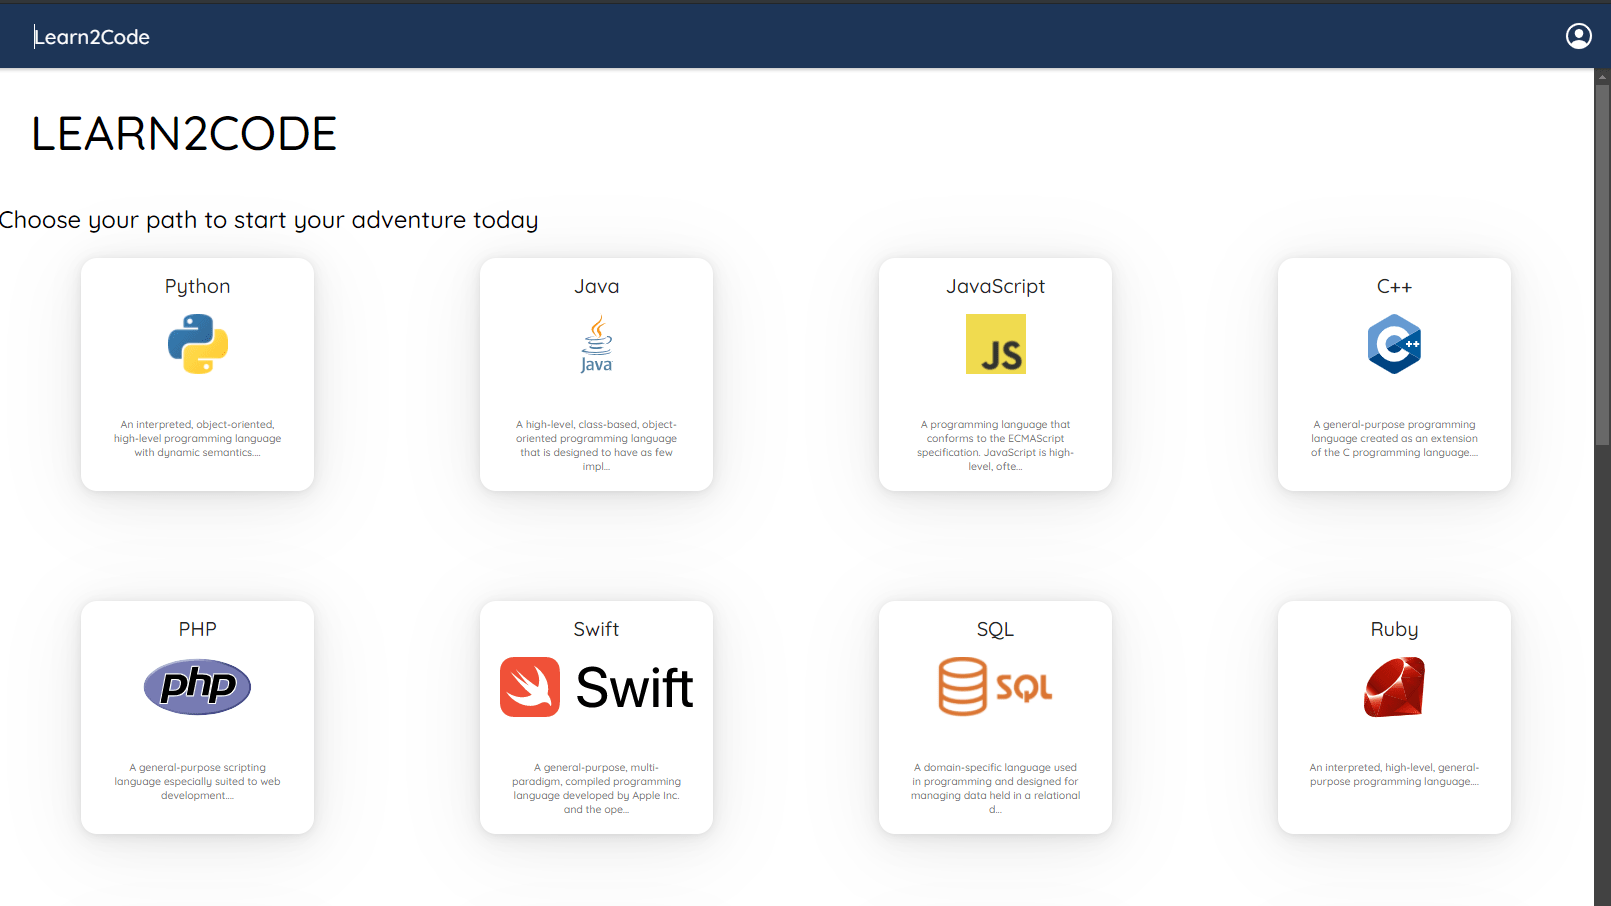 Learn2Code
LEARN2CODE
Choose your path to start your adventure today
Python
An interpreted, object-oriented,
high-level programming language
with dynamic semantics....
Java
Java
A high-level, class-based, object-
oriented programming language
that is designed to have as few
impl...
JavaScript
JS
A programming language that
conforms to the ECMAScript
specification. JavaScript is high-
level, ofte...
C++
C++
A general-purpose programming
language created as an extension
of the C programming language....
PHP
php
A general-purpose scripting
language especially suited to web
development....
Swift
Swift
A general-purpose, multi-
paradigm, compiled programming
language developed by Apple Inc.
and the ope...
SQL
SQL
A domain-specific language used
in programming and designed for
managing data held in a relational
d...
Ruby
An interpreted, high-level, general-
purpose programming language....